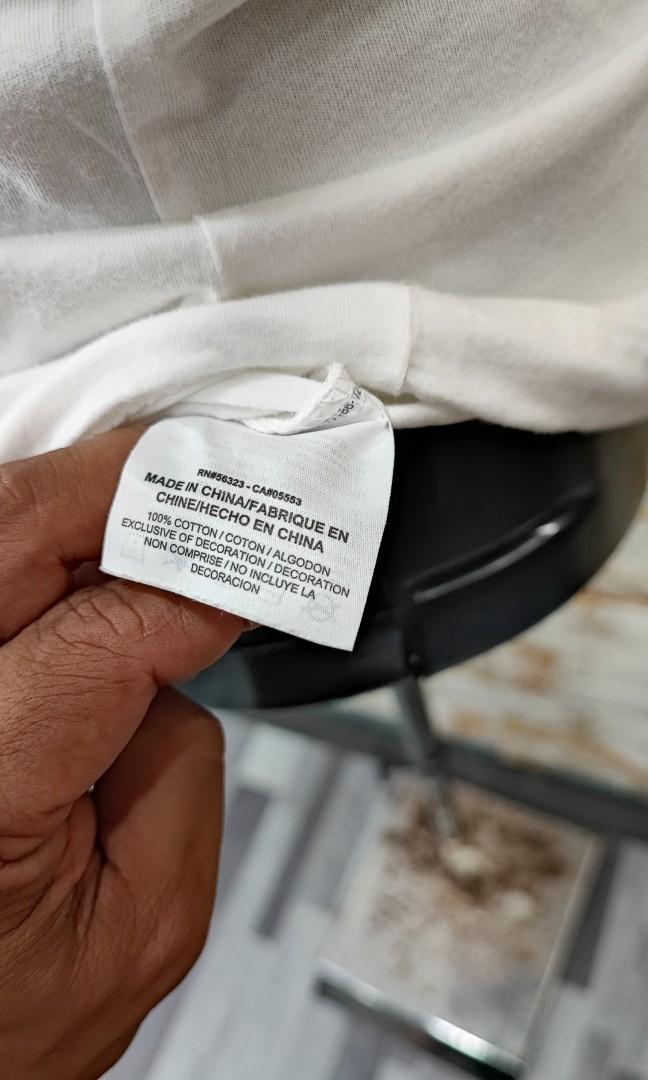 RN#56323 - CA#05553
MADE IN CHINA/FABRIQUE EN
CHINE/HECHO EN CHINA
100% COTTON / COTON / ALGODON
EXCLUSIVE OF DECORATION / DECORATION
NON COMPRISE / NO INCLUYE LA
DECORACION